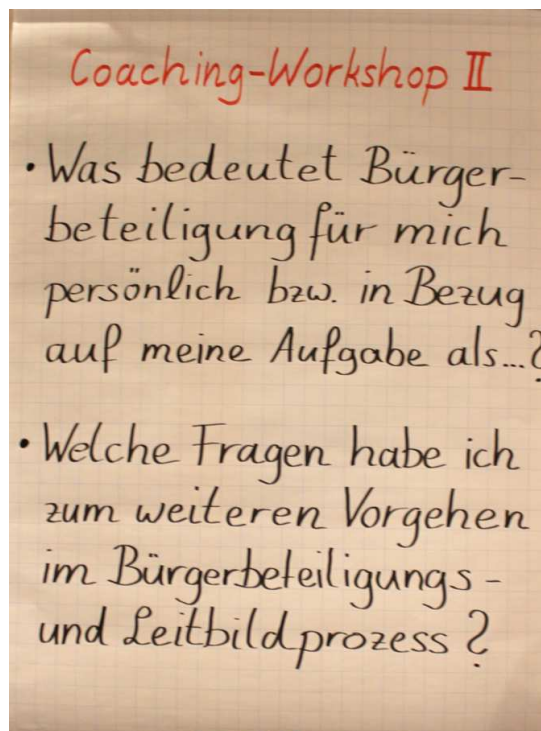 Coaching-Workshop II
• Was bedeutet Bürger-
beteiligung für mich
persönlich bzw. in Bezug
auf meine Aufgabe als...?
• Welche Fragen habe ich
zum weiteren Vorgehen
im Bürgerbeteiligungs-
und Leitbildprozess?